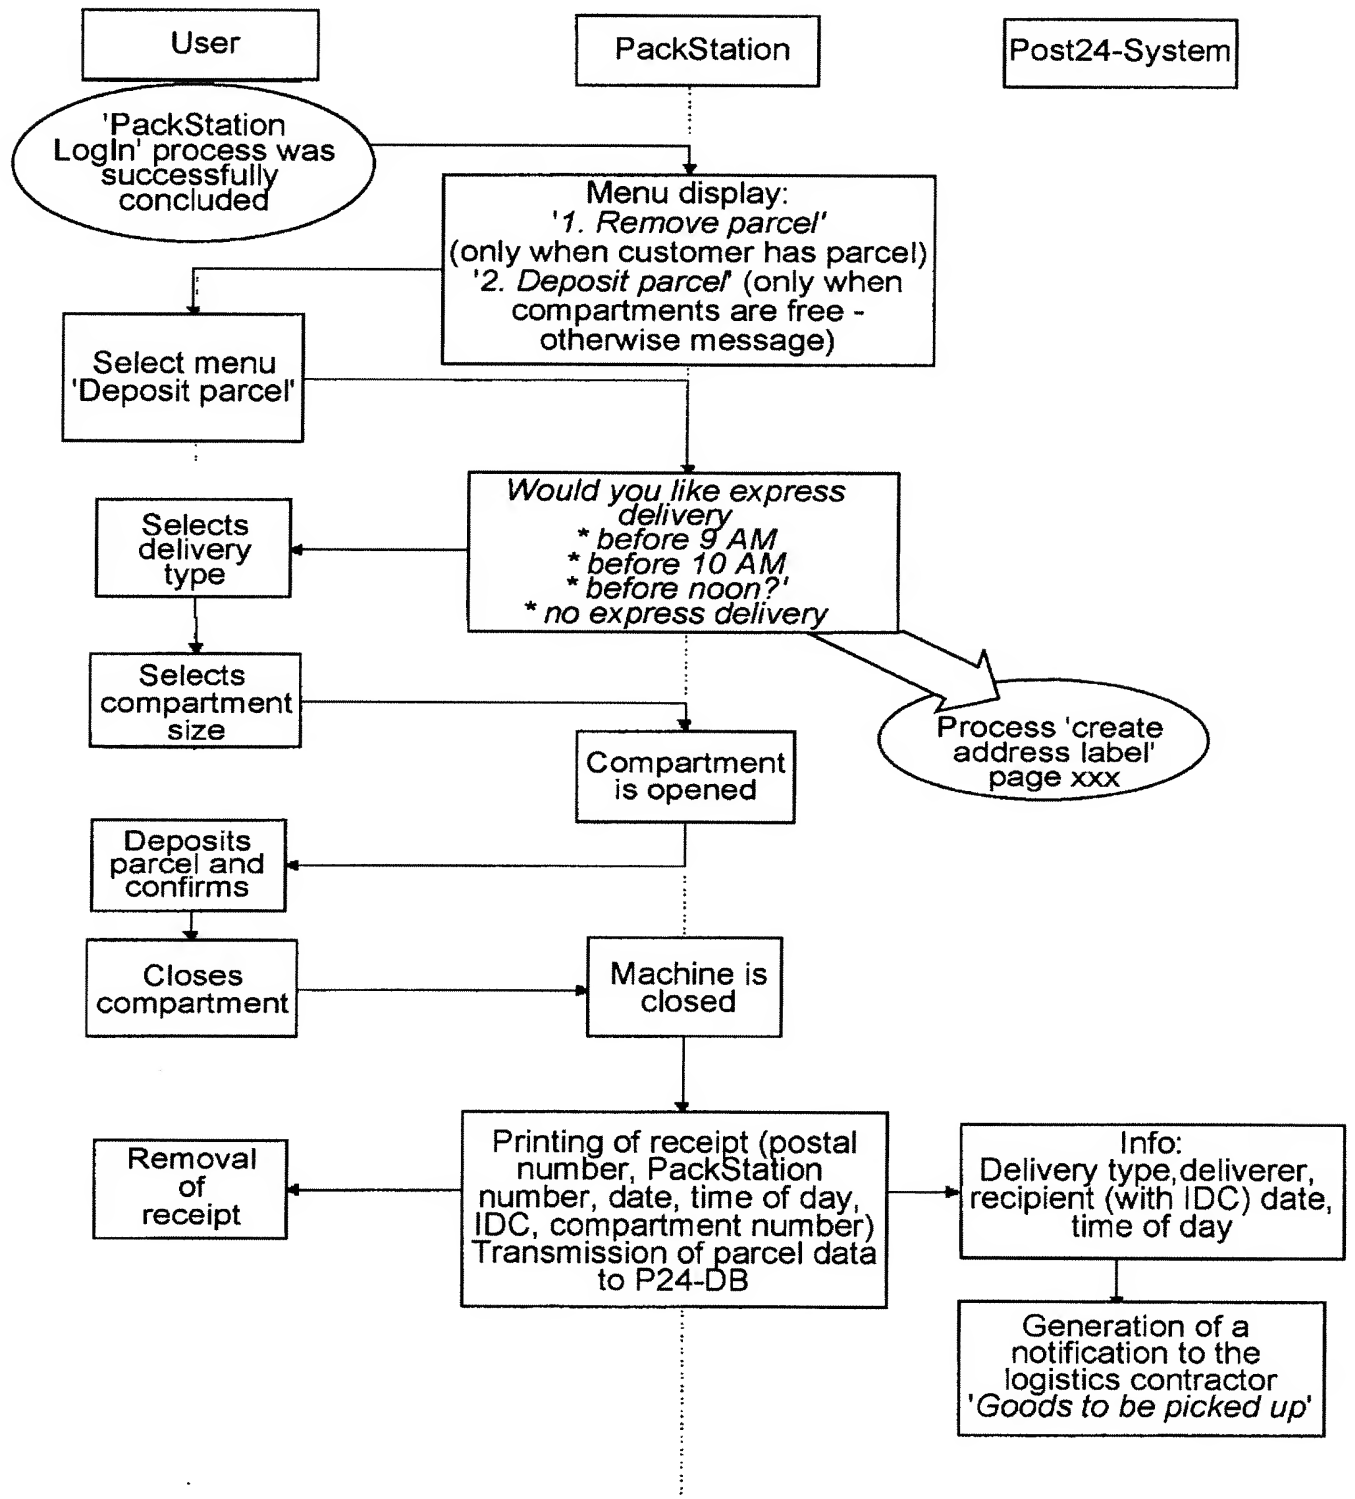 User
PackStation
Post24-System
'PackStation
LogIn' process was
successfully
concluded
Menu display:
'1. Remove parcel'
(only when customer has parcel)
'2. Deposit parcel' (only when
compartments are free -
otherwise message)
Select menu
'Deposit parcel'
Would you like express
delivery
* before 9 AM
* before 10 AM
* before noon?'
* no express delivery
Selects
delivery
type
Selects
compartment
size
Process 'create
address label'
page xxx
Compartment
is opened
Deposits
parcel and
confirms
Closes
compartment
Machine is
closed
Printing of receipt (postal
number, PackStation
number, date, time of day,
IDC, compartment number)
Transmission of parcel data
to P24-DB
Removal
of
receipt
Info:
Delivery type,deliverer,
recipient (with IDC) date,
time of day
Generation of a
notification to the
logistics contractor
'Goods to be picked up'